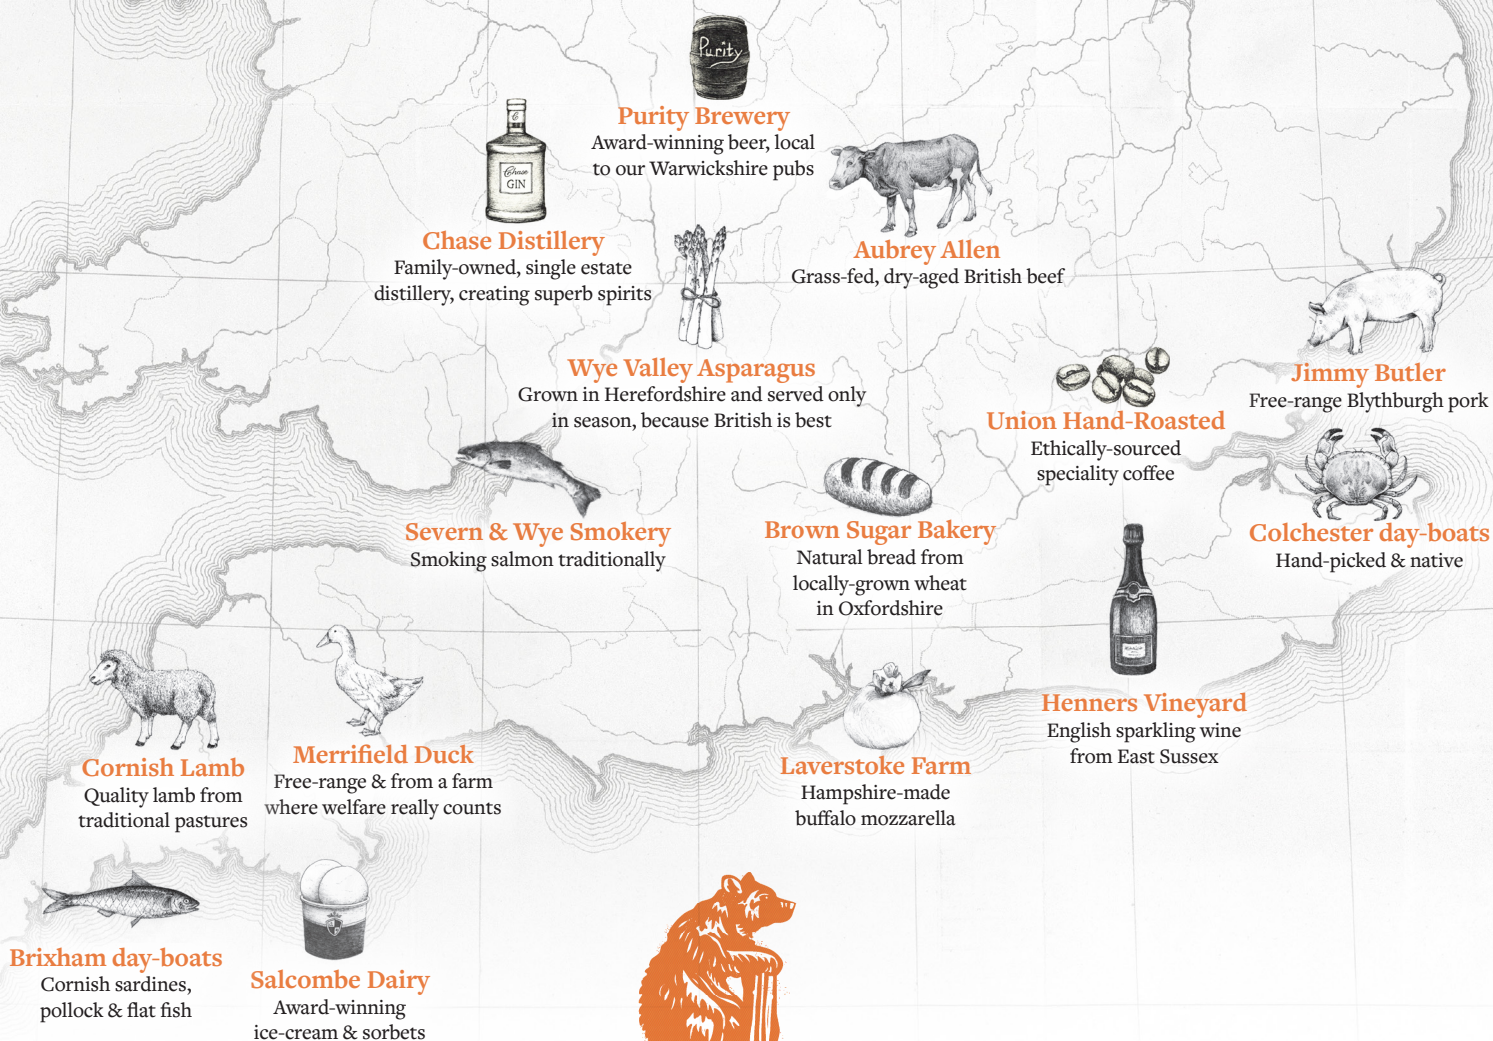 Purity
Purity Brewery
Award-winning beer, local
to our Warwickshire pubs
Chase
GIN
Chase Distillery
Family-owned, single estate
distillery, creating superb spirits
Aubrey Allen
Grass-fed, dry-aged British beef
Wye Valley Asparagus
Grown in Herefordshire and served only
in season, because British is best
Jimmy Butler
Free-range Blythburgh pork
Union Hand-Roasted
Ethically-sourced
speciality coffee
Severn & Wye Smokery
Smoking salmon traditionally
Brown Sugar Bakery
Natural bread from
locally-grown wheat
in Oxfordshire
Colchester day-boats
Hand-picked & native
Henners Vineyard
English sparkling wine
from East Sussex
Cornish Lamb
Quality lamb from
traditional pastures
Merrifield Duck
Free-range & from a farm
where welfare really counts
Laverstoke Farm
Hampshire-made
buffalo mozzarella
Brixham day-boats
Cornish sardines,
pollock & flat fish
Salcombe Dairy
Award-winning
ice-cream & sorbets